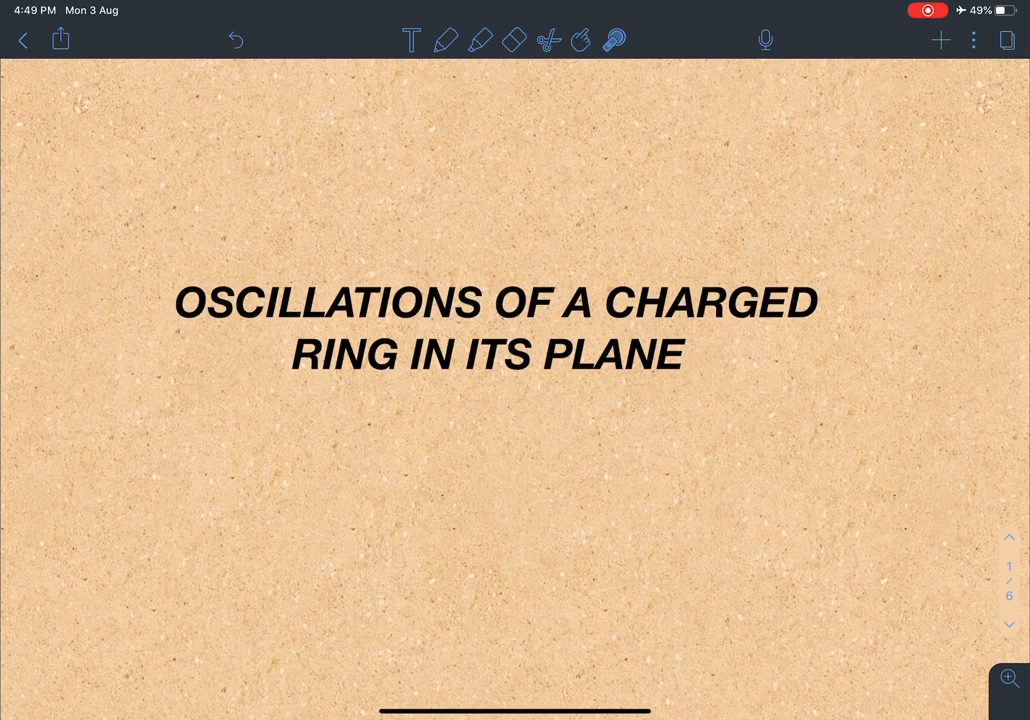 4:49 PM Mon 3 Aug
49%
OSCILLATIONS OF A CHARGED
RING IN ITS PLANE
1
/
6